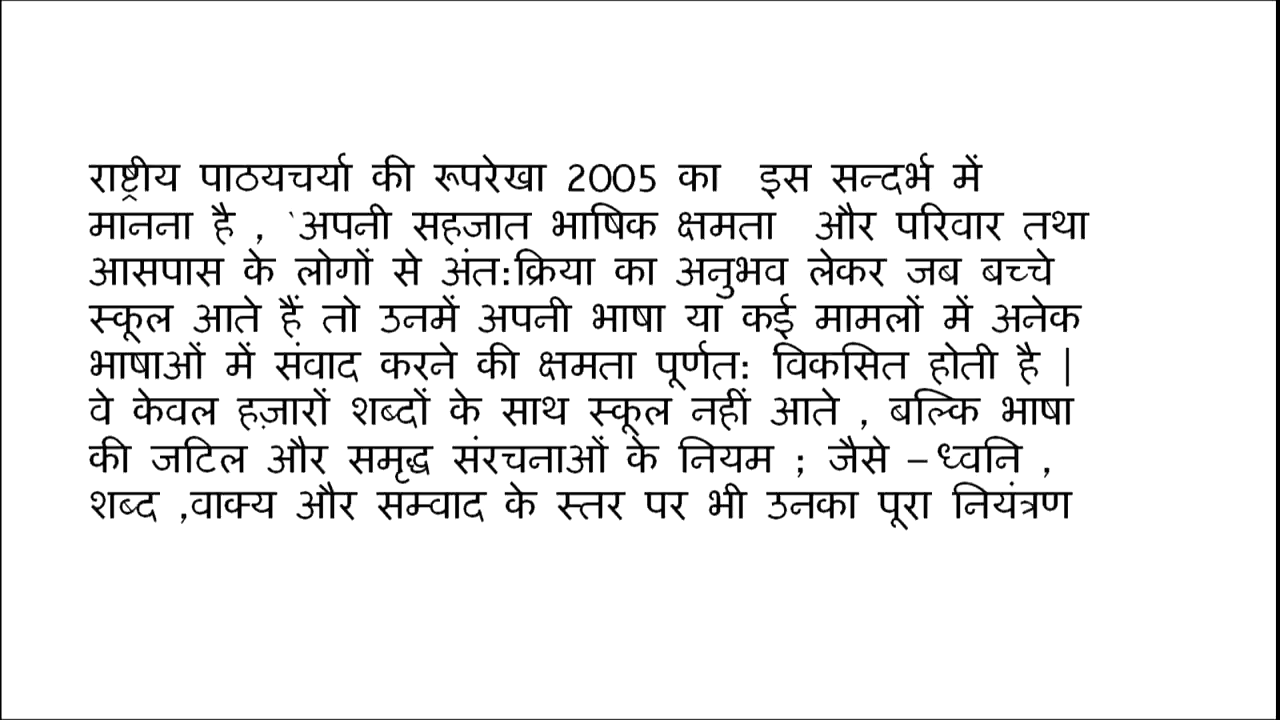 राष्ट्रीय पाठयचर्या की रूपरेखा 2005 का इस सन्दर्भ में
मानना है , `अपनी सहजात भाषिक क्षमता और परिवार तथा
आसपास के लोगों से अंत:क्रिया का अनुभव लेकर जब बच्चे
स्कूल आते हैं तो उनमें अपनी भाषा या कई मामलों में अनेक
भाषाओं में संवाद करने की क्षमता पूर्णत: विकसित होती है |
वे केवल हज़ारों शब्दों के साथ स्कूल नहीं आते , बल्कि भाषा
की जटिल और समृद्ध संरचनाओं के नियम ; जैसे – ध्वनि ,
शब्द ,वाक्य और सम्वाद के स्तर पर भी उनका पूरा नियंत्रण